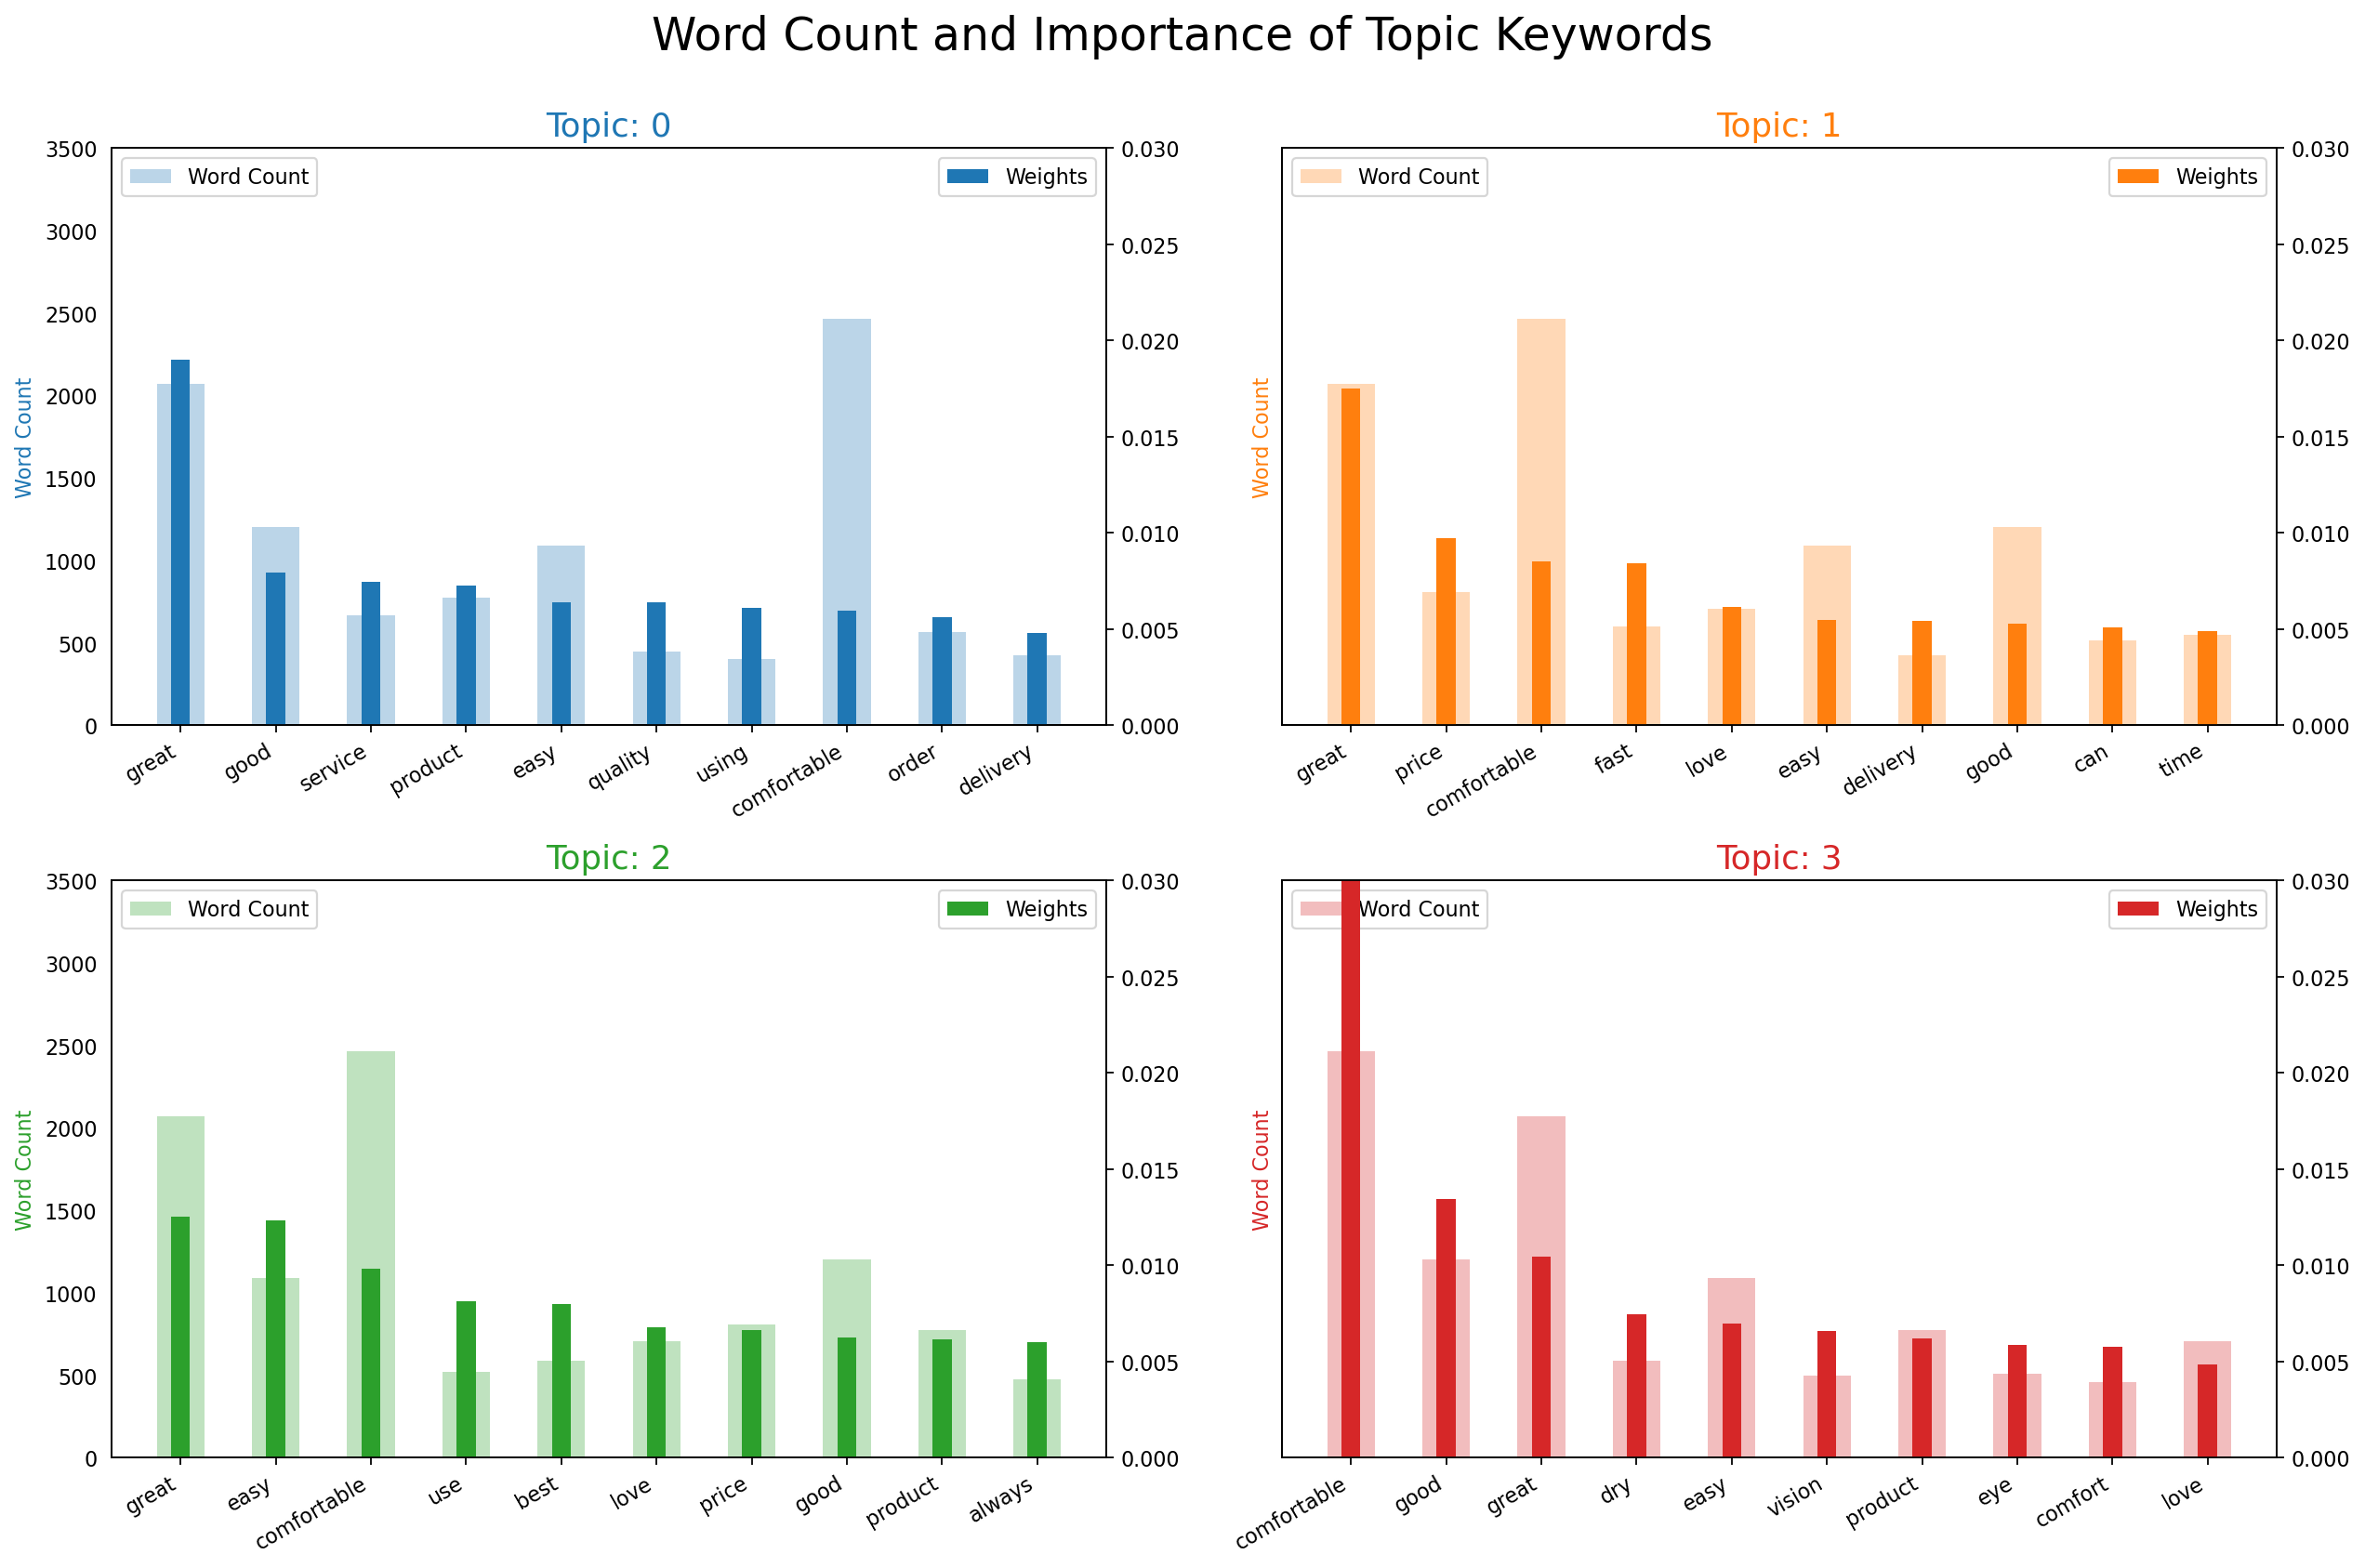 Word Count and Importance of Topic Keywords
Topic: 0
Word Count
Weights
3500
3000
2500
2000
1500
1000
500
0
Word Count
0.030
0.025
0.020
0.015
0.010
0.005
0.000
great good service product easy quality using comfortable order delivery
Topic: 1
Word Count
Weights
Word Count
0.030
0.025
0.020
0.015
0.010
0.005
0.000
great price comfortable fast love easy delivery good can time
Topic: 2
Word Count
Weights
3500
3000
2500
2000
1500
1000
500
0
Word Count
0.030
0.025
0.020
0.015
0.010
0.005
0.000
great easy comfortable use best love price good product always
Topic: 3
Word Count
Weights
Word Count
0.030
0.025
0.020
0.015
0.010
0.005
0.000
comfortable good great dry easy vision product eye comfort love